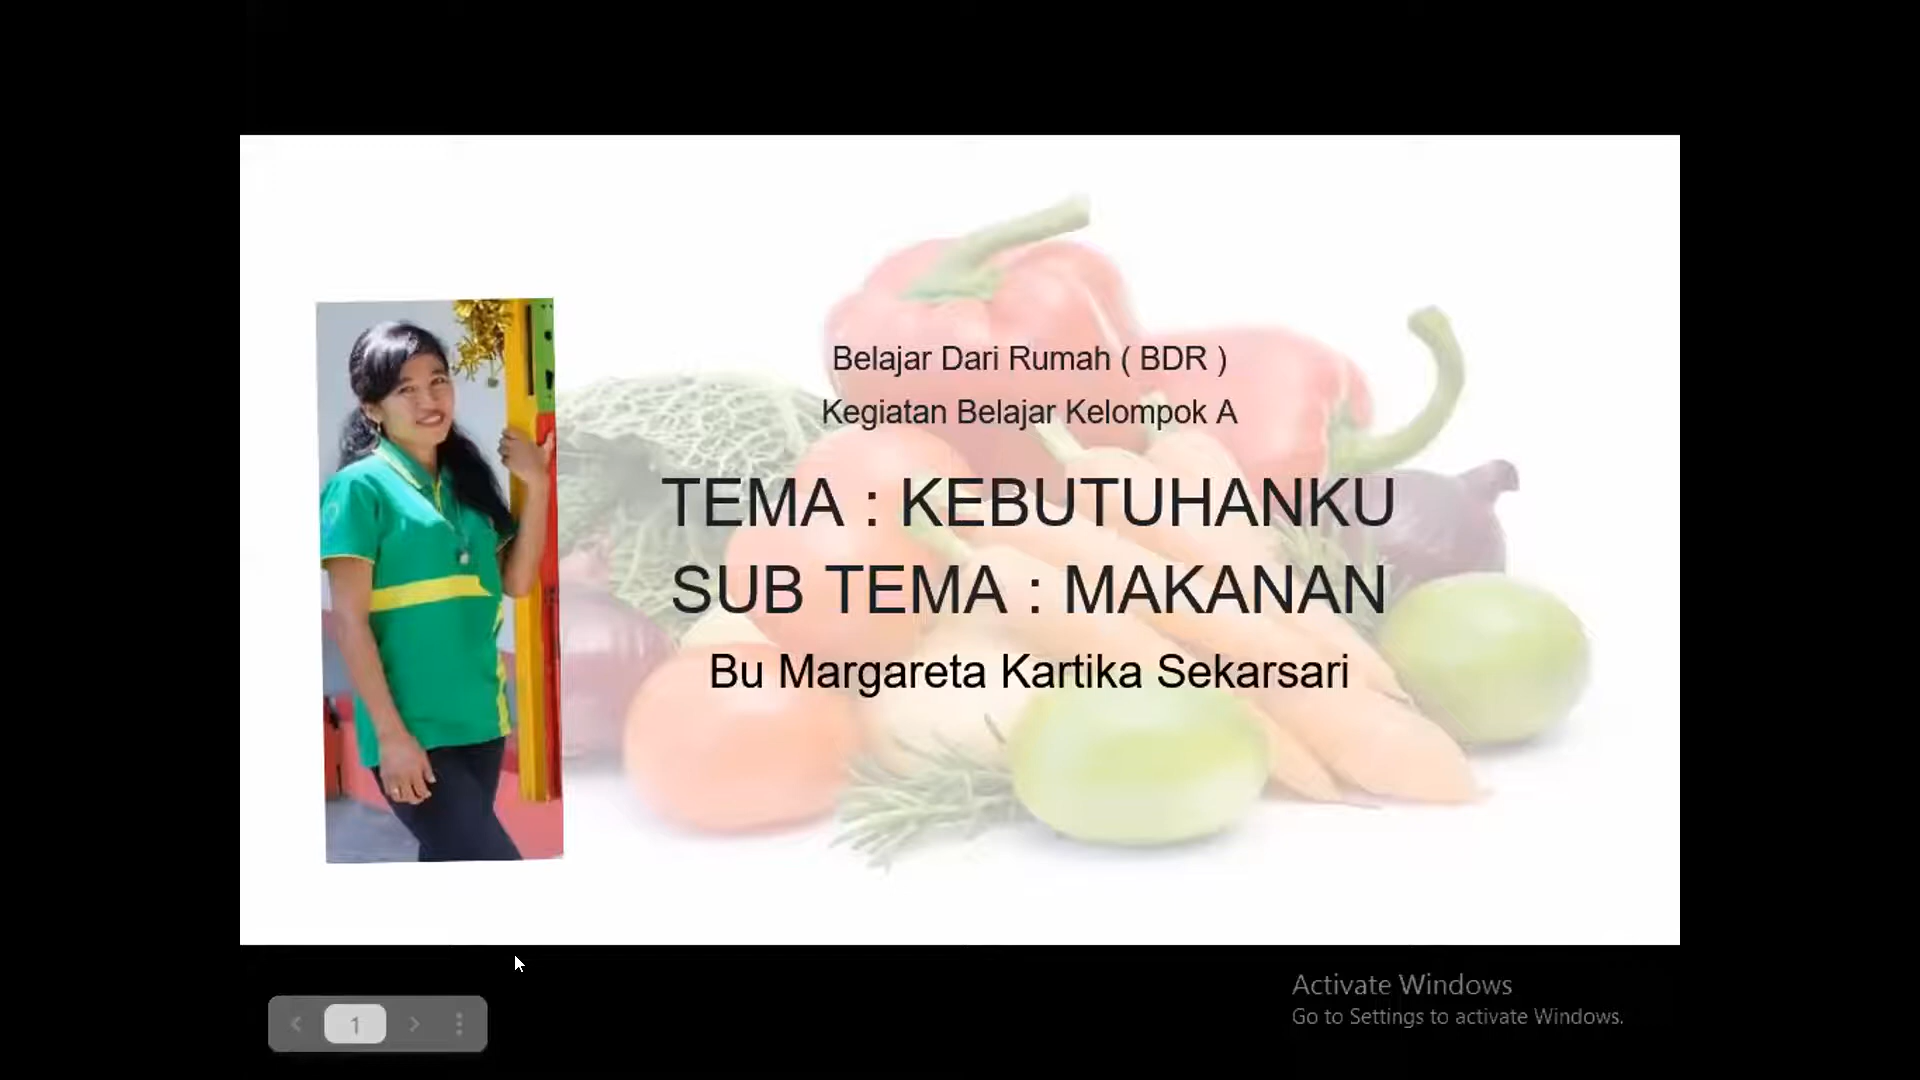 Belajar Dari Rumah ( BDR )
Kegiatan Belajar Kelompok A
TEMA : KEBUTUHANKU
SUB TEMA : MAKANAN
Bu Margareta Kartika Sekarsari
1
Activate Windows
Go to Settings to activate Windows.